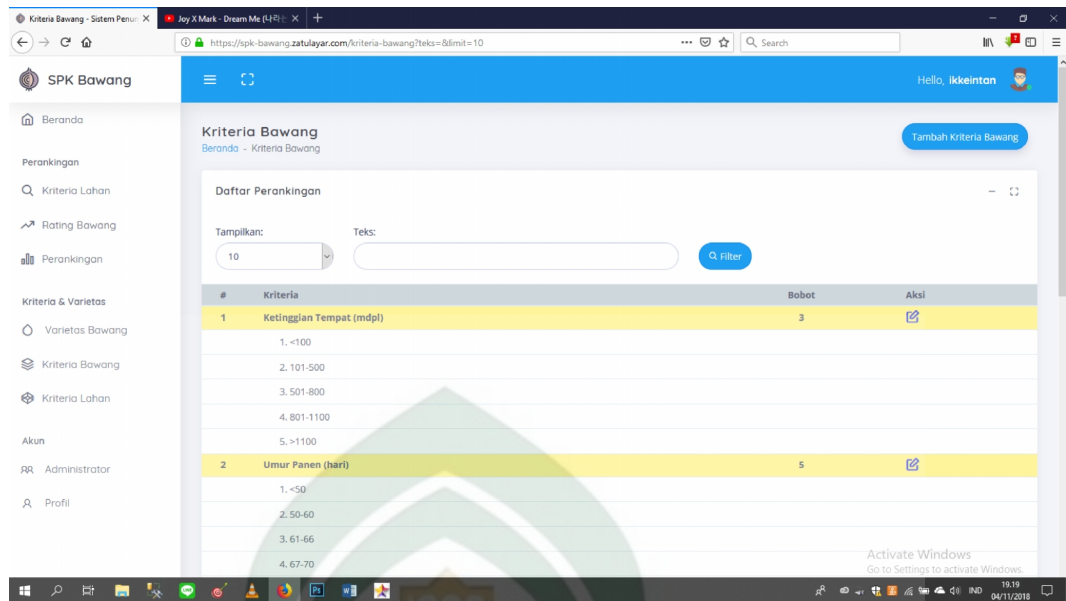 Kriteria Bawang - Sistem Penun
Joy X Mark - Dream Me (나라
https://spk-bawang.zatulayar.com/kriteria-bawang?teks=&limit=10
Search
SPK Bawang
Hello, ikkeintan
Beranda
Perankingan
Kriteria Lahan
Rating Bawang
Perankingan
Kriteria & Varietas
Varietas Bawang
Kriteria Bawang
Kriteria Lahan
Akun
Administrator
Profil
Kriteria Bawang
Beranda - Kriteria Bawang
Tambah Kriteria Bawang
Daftar Perankingan
Tampilkan: Teks:
10 Filter
# Kriteria Bobot Aksi
1 Ketinggian Tempat (mdpl) 3
1. <100
2. 101-500
3. 501-800
4. 801-1100
5. >1100
2 Umur Panen (hari) 5
1. <50
2. 50-60
3. 61-66
4. 67-70
Activate Windows
Go to Settings to activate Windows.
Ps
IND
19.19
04/11/2018